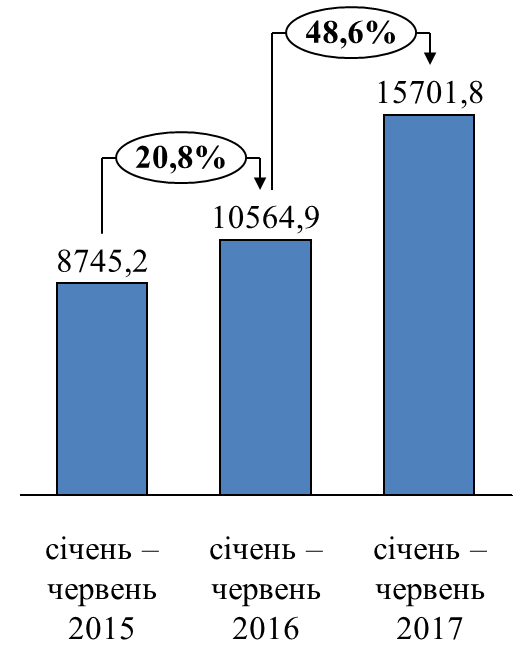 48,6%
15701,8
20,8%
10564,9
8745,2
січень –
червень
2015
січень –
червень
2016
січень –
червень
2017